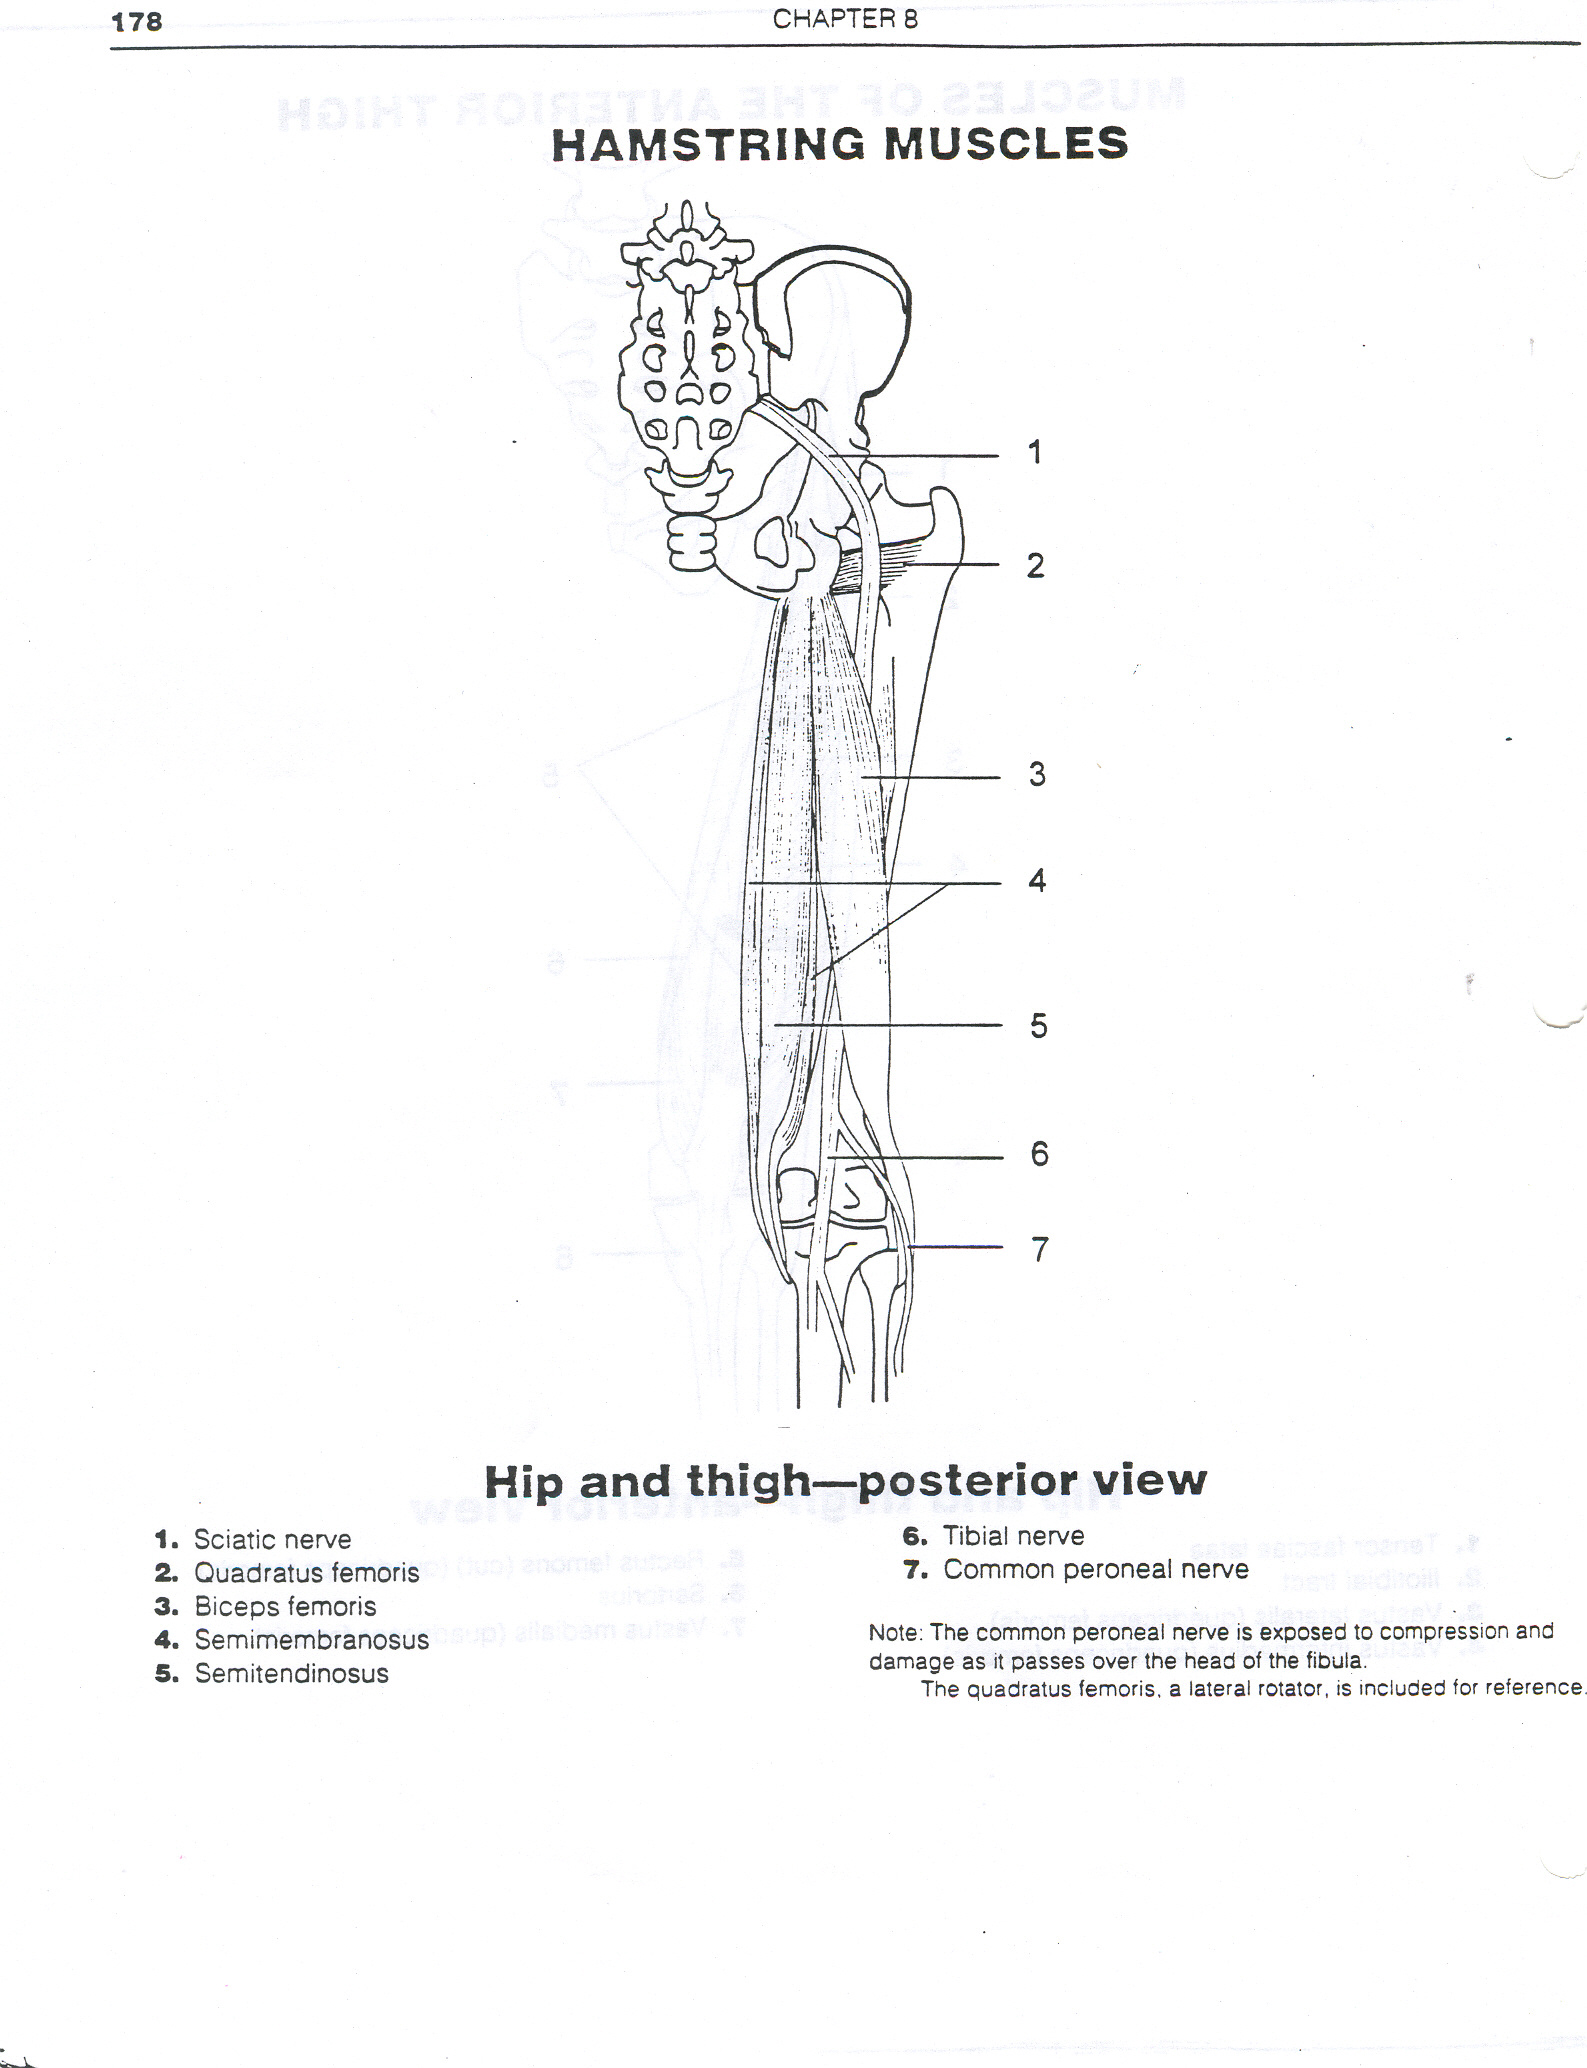 178 CHAPTER 8
HAMSTRING MUSCLES
1
2
3
4
5
6
7
Hip and thigh—posterior view
1. Sciatic nerve
2. Quadratus femoris
3. Biceps femoris
4. Semimembranosus
5. Semitendinosus
6. Tibial nerve
7. Common peroneal nerve
Note: The common peroneal nerve is exposed to compression and
damage as it passes over the head of the fibula.
The quadratus femoris, a lateral rotator, is included for reference.